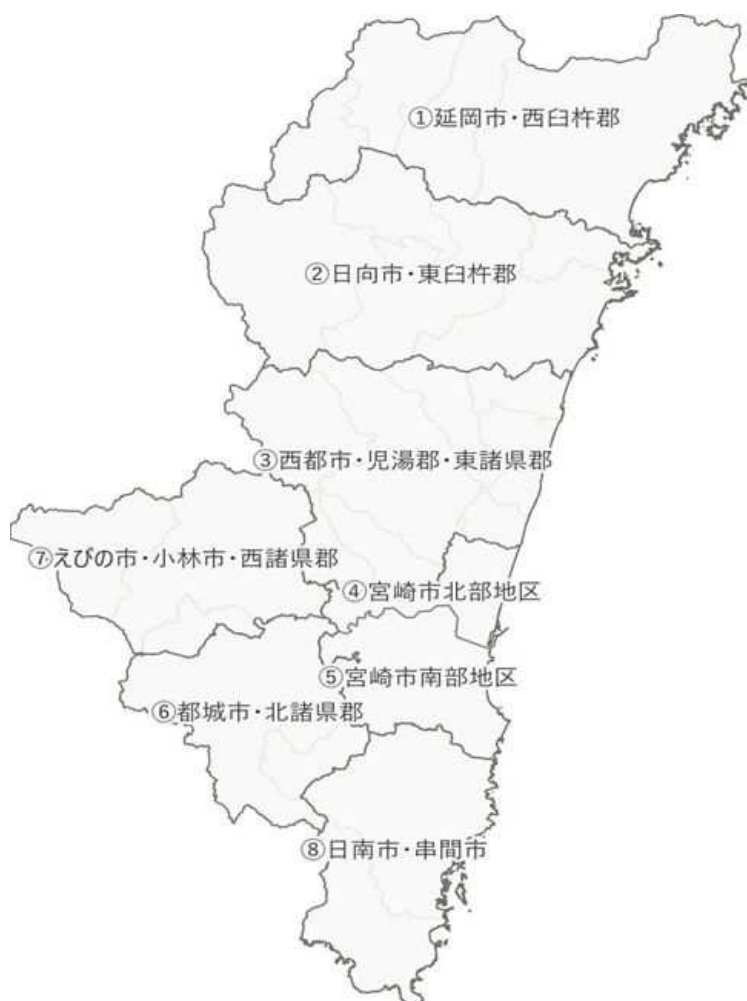 ①延岡市・西臼杵郡
②日向市・東臼杵郡
③西都市・児湯郡・東諸県郡
⑦えびの市・小林市・西諸県郡
④宮崎市北部地区
⑤宮崎市南部地区
⑥都城市・北諸県郡
⑧日南市・串間市